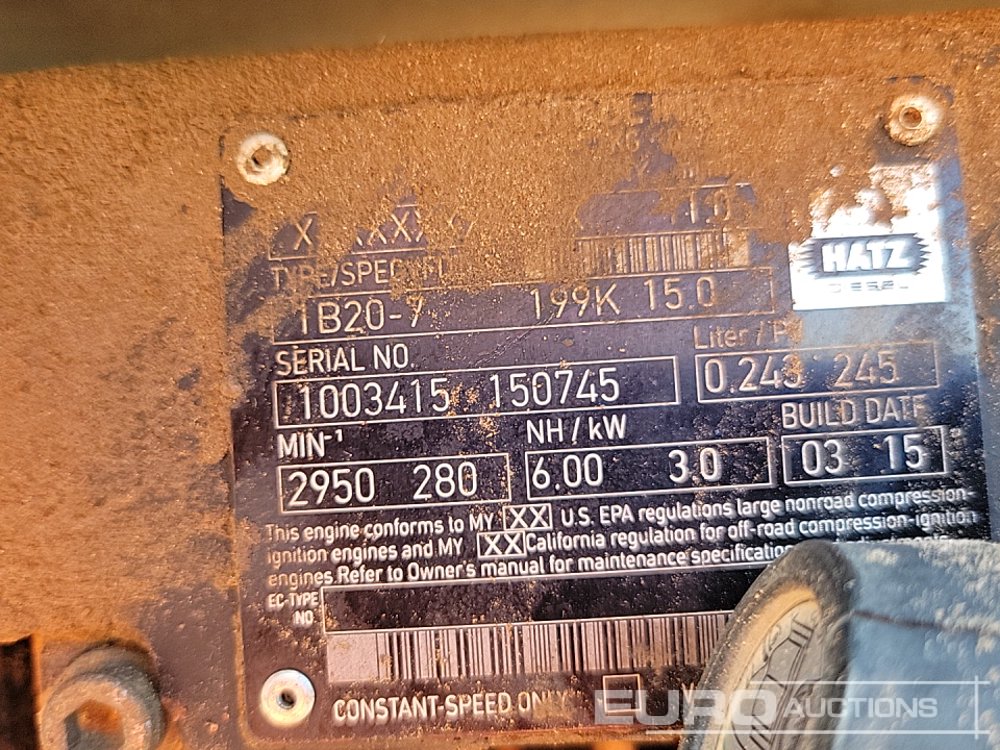 1.0
HATZ
DIESEL
1B20-7 199K 15.0
SERIAL NO.
Liter /
1003415 150745
0.243 245
MIN⁻¹
NH / kW
BUILD DATE
2950 280
6.00 3.0
03 15
This engine conforms to MY XX U.S. EPA regulations large nonroad compression-
ignition engines and MY XX California regulation for off-road compression-ignition
engines. Refer to Owner's manual for maintenance
EC-TYPE
NO.
CONSTANT-SPEED ONLY
EURO AUCTIONS